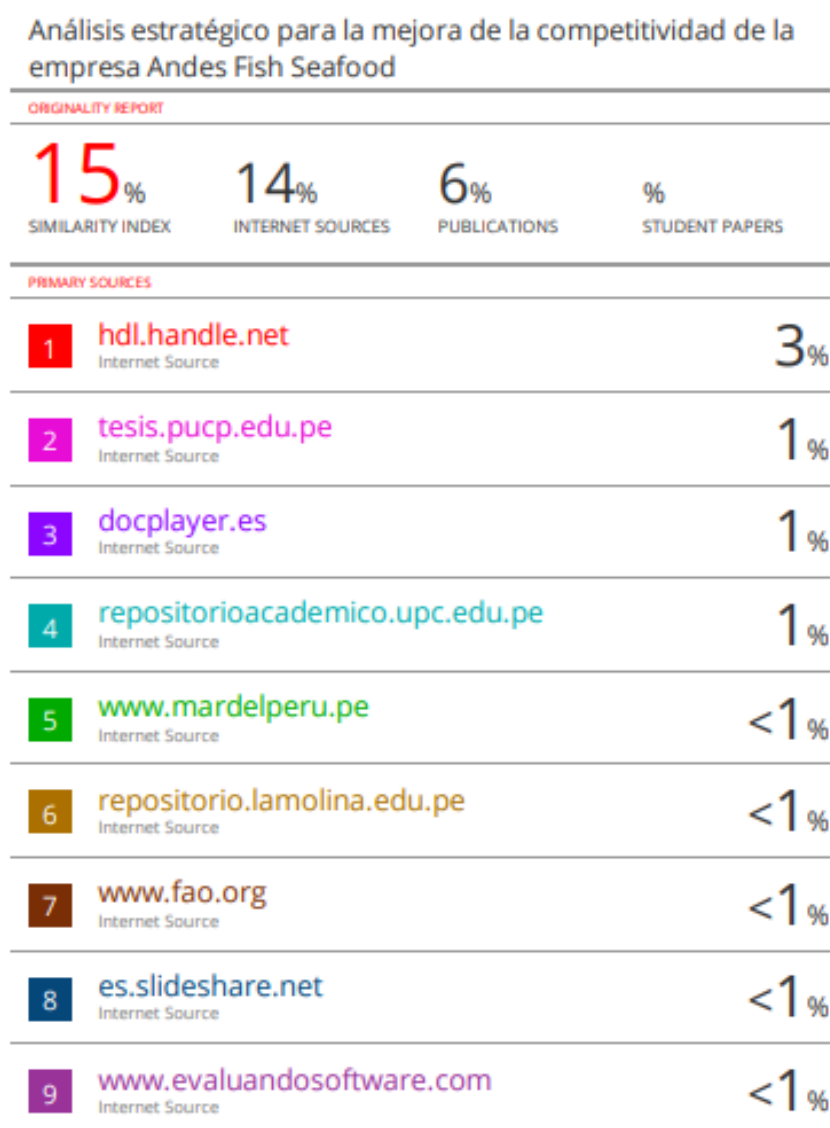 Análisis estratégico para la mejora de la competitividad de la
empresa Andes Fish Seafood
ORIGINALITY REPORT
15% 14% 6% %
SIMILARITY INDEX INTERNET SOURCES PUBLICATIONS STUDENT PAPERS
PRIMARY SOURCES
1 hdl.handle.net 3%
Internet Source
2 tesis.pucp.edu.pe 1%
Internet Source
3 docplayer.es 1%
Internet Source
4 repositorioacademico.upc.edu.pe 1%
Internet Source
5 www.mardelperu.pe <1%
Internet Source
6 repositorio.lamolina.edu.pe <1%
Internet Source
7 www.fao.org <1%
Internet Source
8 es.slideshare.net <1%
Internet Source
9 www.evaluandosoftware.com <1%
Internet Source